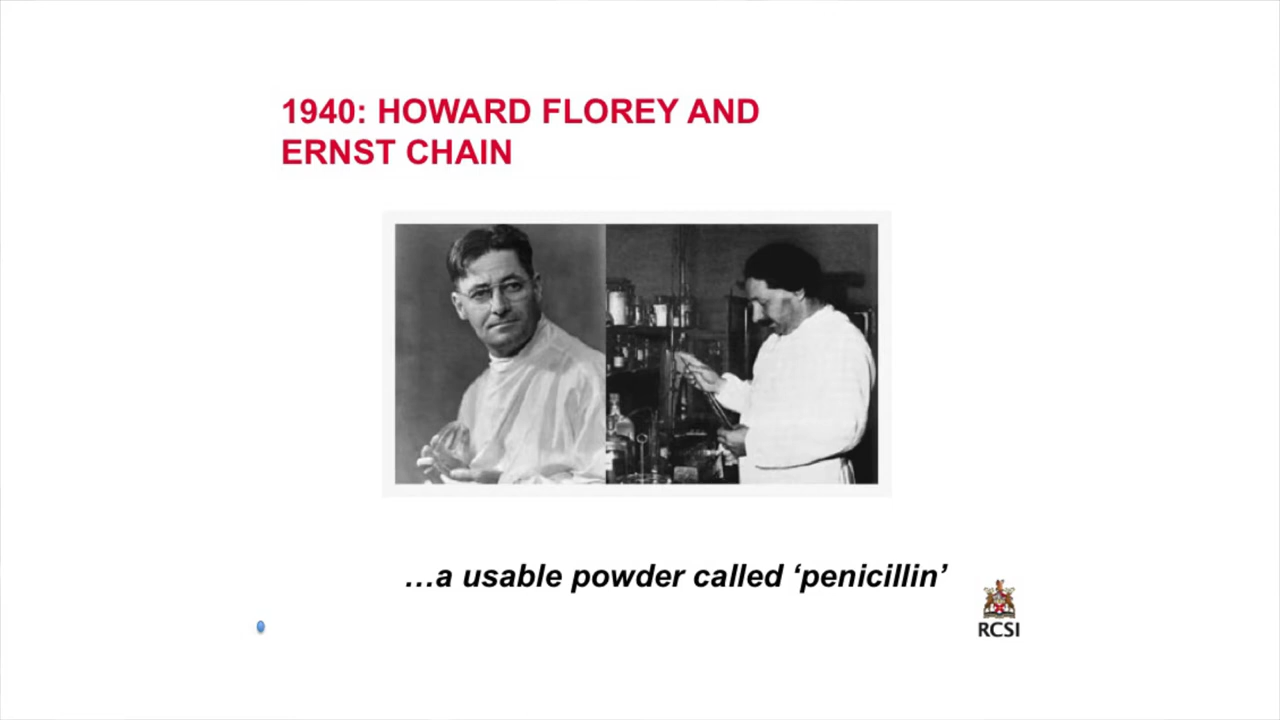 1940: HOWARD FLOREY AND
ERNST CHAIN
…a usable powder called ‘penicillin’
RCSI